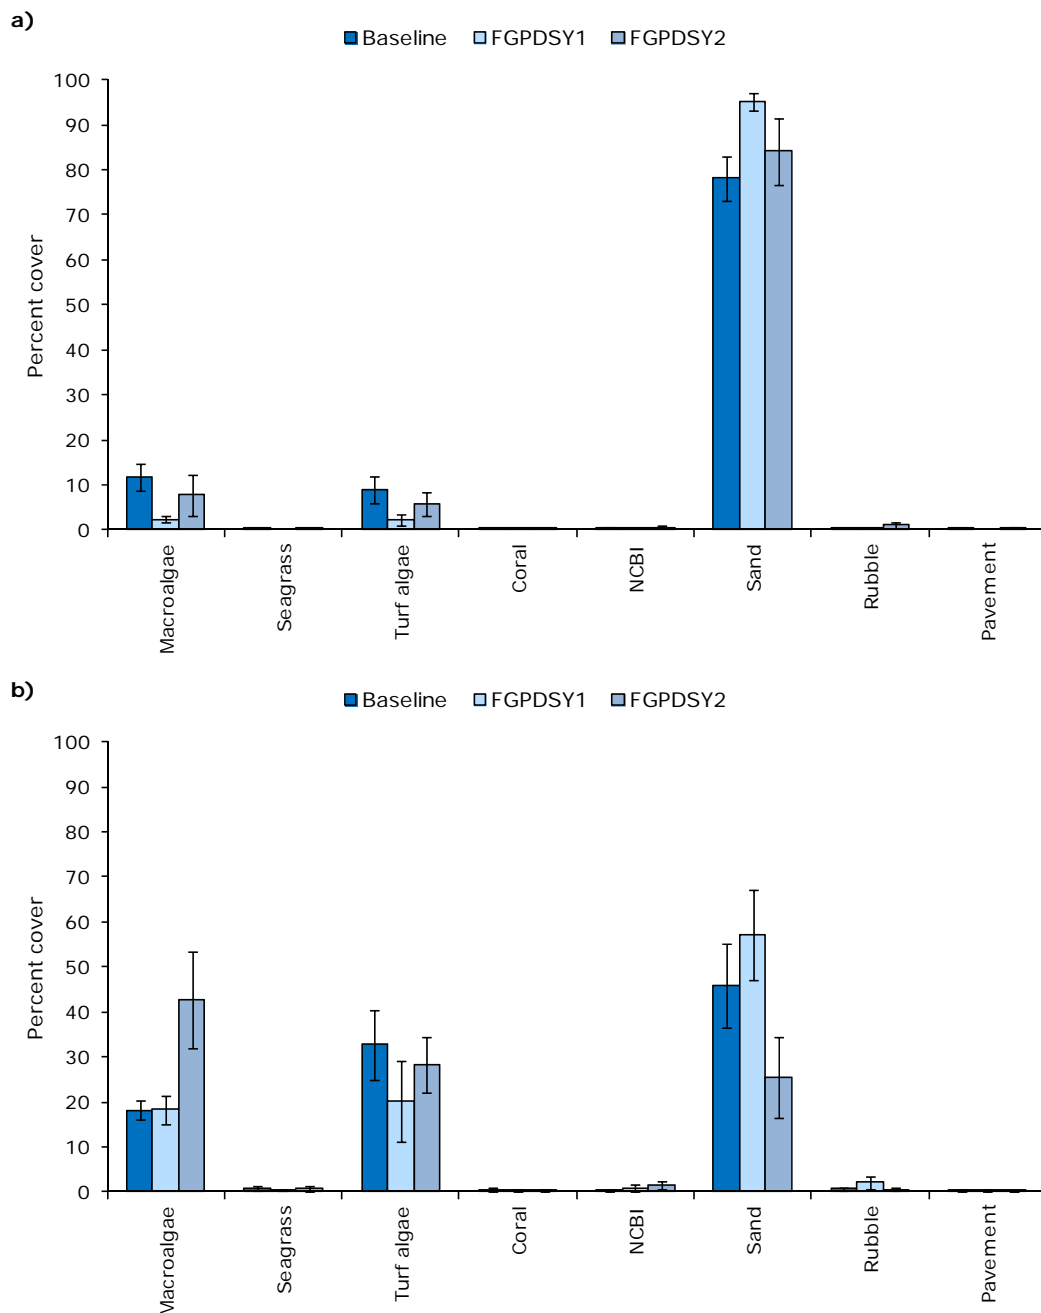 a)
Baseline FGPDSY1 FGPDSY2
100
90
80
70
60
50
40
30
20
10
0
Percent cover
Macroalgae
Seagrass
Turf algae
Coral
NCBI
Sand
Rubble
Pavement
b)
Baseline FGPDSY1 FGPDSY2
100
90
80
70
60
50
40
30
20
10
0
Percent cover
Macroalgae
Seagrass
Turf algae
Coral
NCBI
Sand
Rubble
Pavement